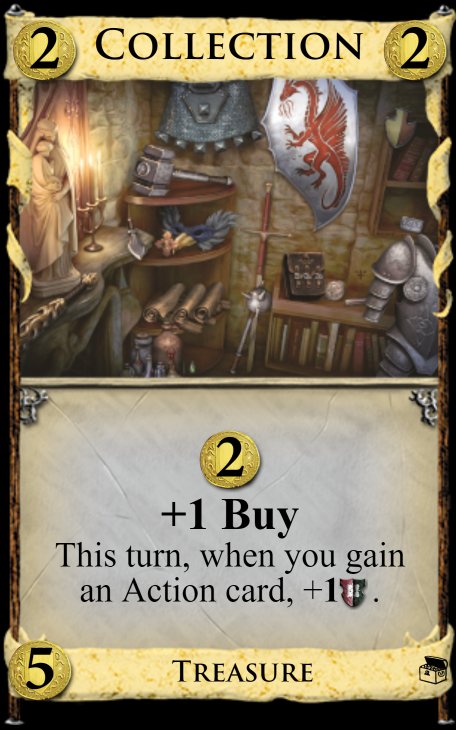 2 COLLECTION 2
2
+1 Buy
This turn, when you gain
an Action card, +1 .
5 TREASURE